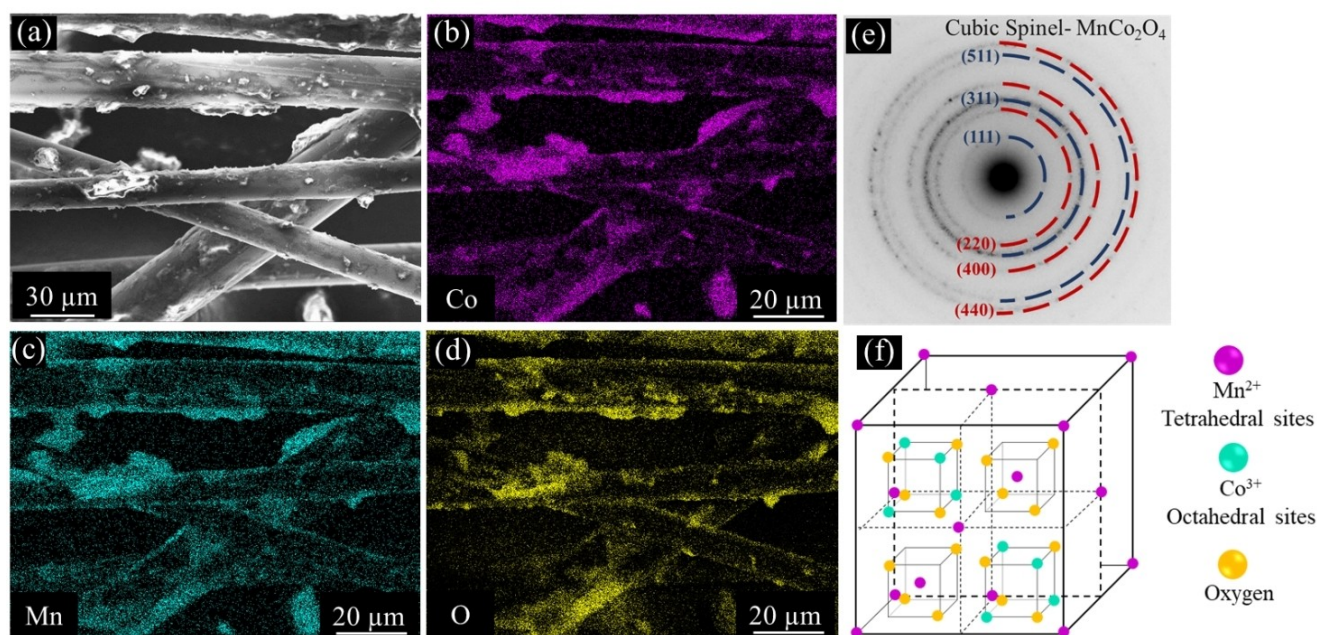 (a)
30 µm
(b)
Co
20 µm
(c)
Mn
20 µm
(d)
O
20 µm
(e)
Cubic Spinel- MnCo₂O₄
(511)
(311)
(111)
(220)
(400)
(440)
(f)
Mn²⁺
Tetrahedral sites
Co³⁺
Octahedral sites
Oxygen